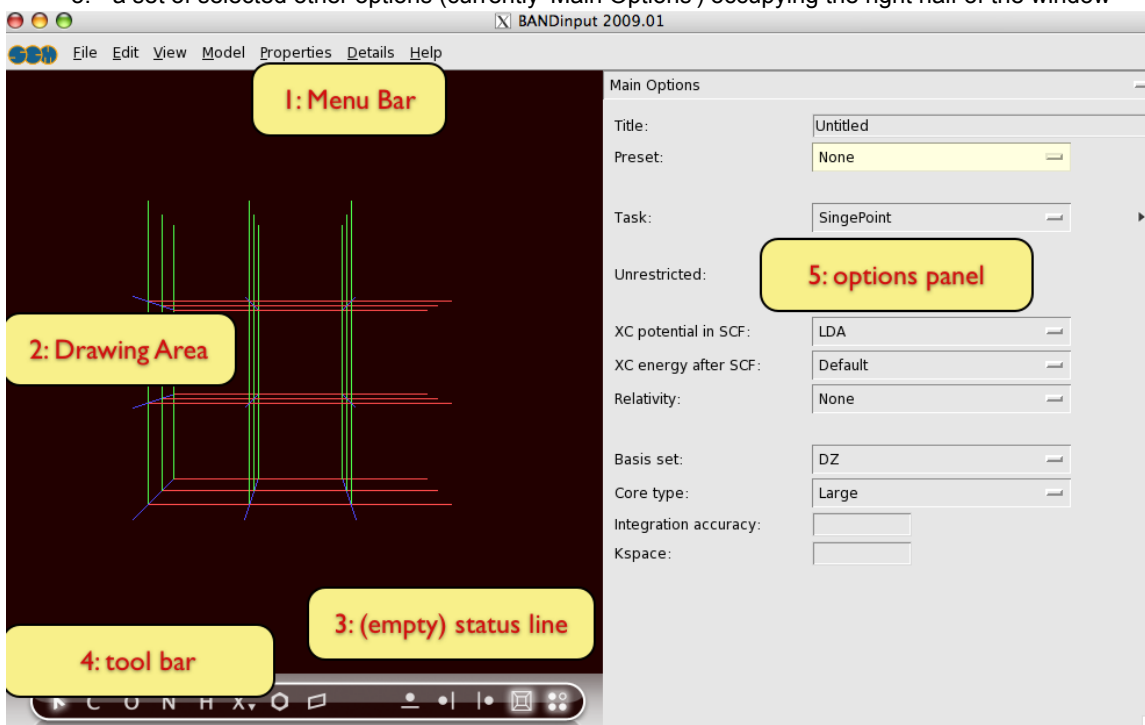 a set of selected other options (currently 'Main Options') occupying the right half of the window
X BANDinput 2009.01
SCM File Edit View Model Properties Details Help
1: Menu Bar
Main Options
Title: Untitled
Preset: None
Task: SingePoint
Unrestricted:
5: options panel
2: Drawing Area
XC potential in SCF: LDA
XC energy after SCF: Default
Relativity: None
Basis set: DZ
Core type: Large
Integration accuracy:
Kspace:
3: (empty) status line
4: tool bar
C O N H X